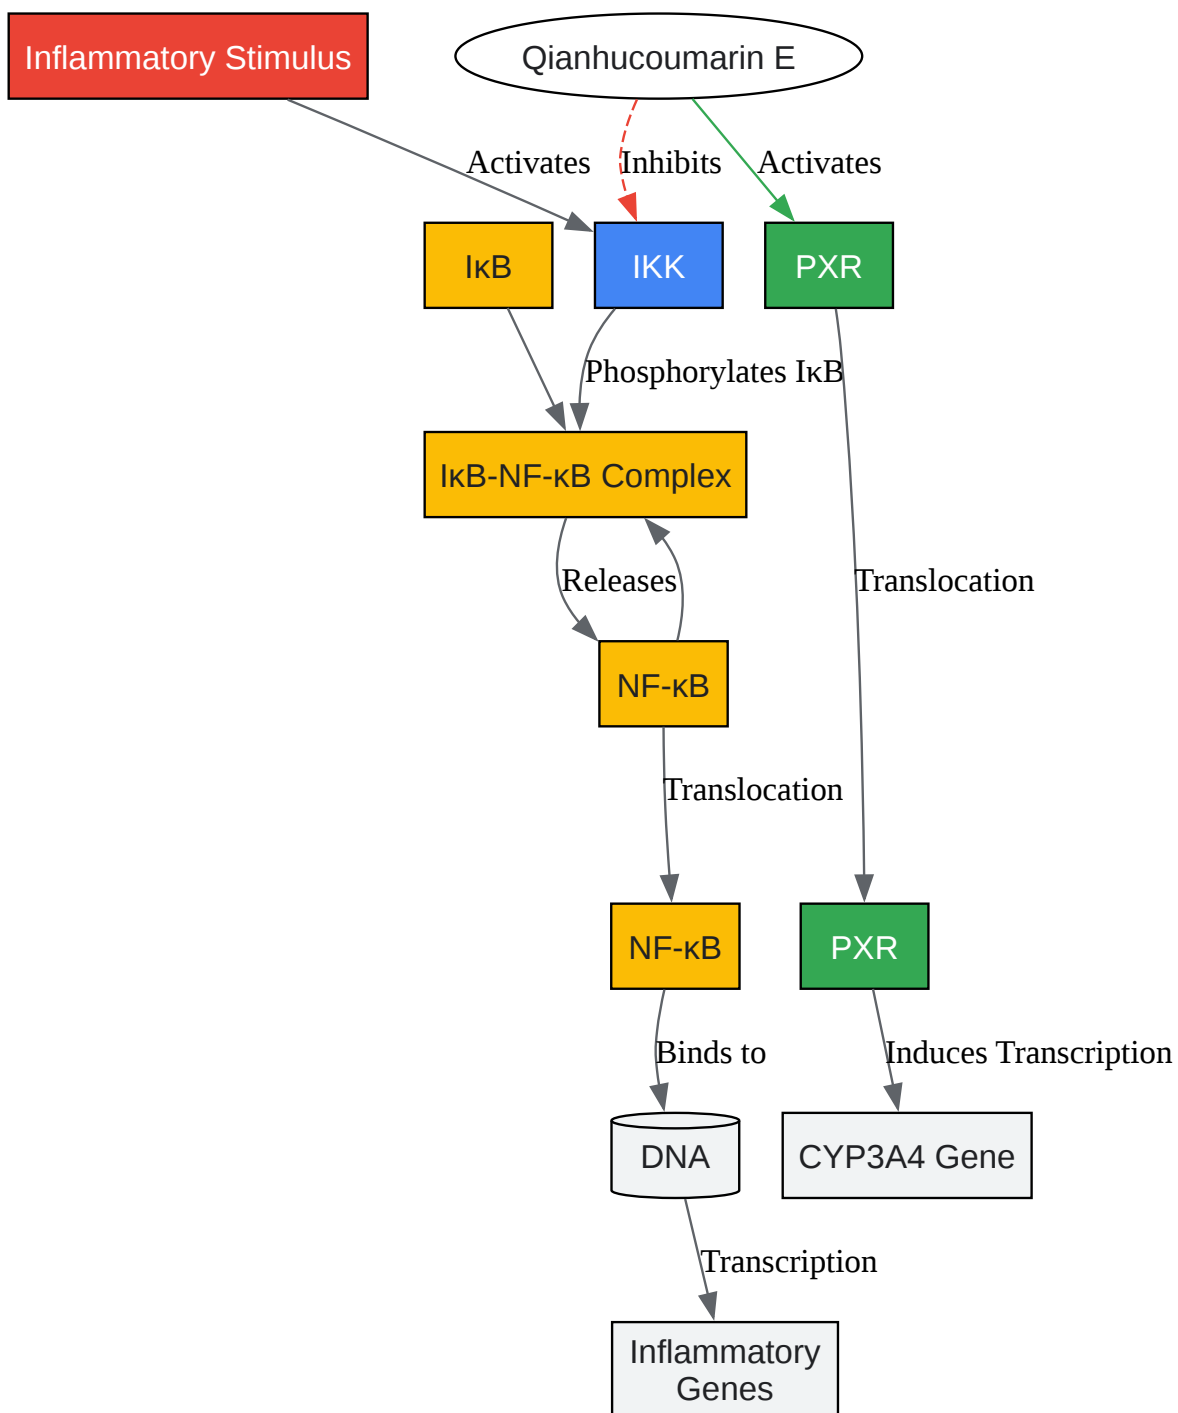 Inflammatory Stimulus
Qianhucoumarin E
Activates
Inhibits
Activates
IκB
IKK
PXR
Phosphorylates IκB
IκB-NF-κB Complex
Releases
Translocation
NF-κB
Translocation
NF-κB
PXR
Binds to
Induces Transcription
DNA
CYP3A4 Gene
Transcription
Inflammatory
Genes